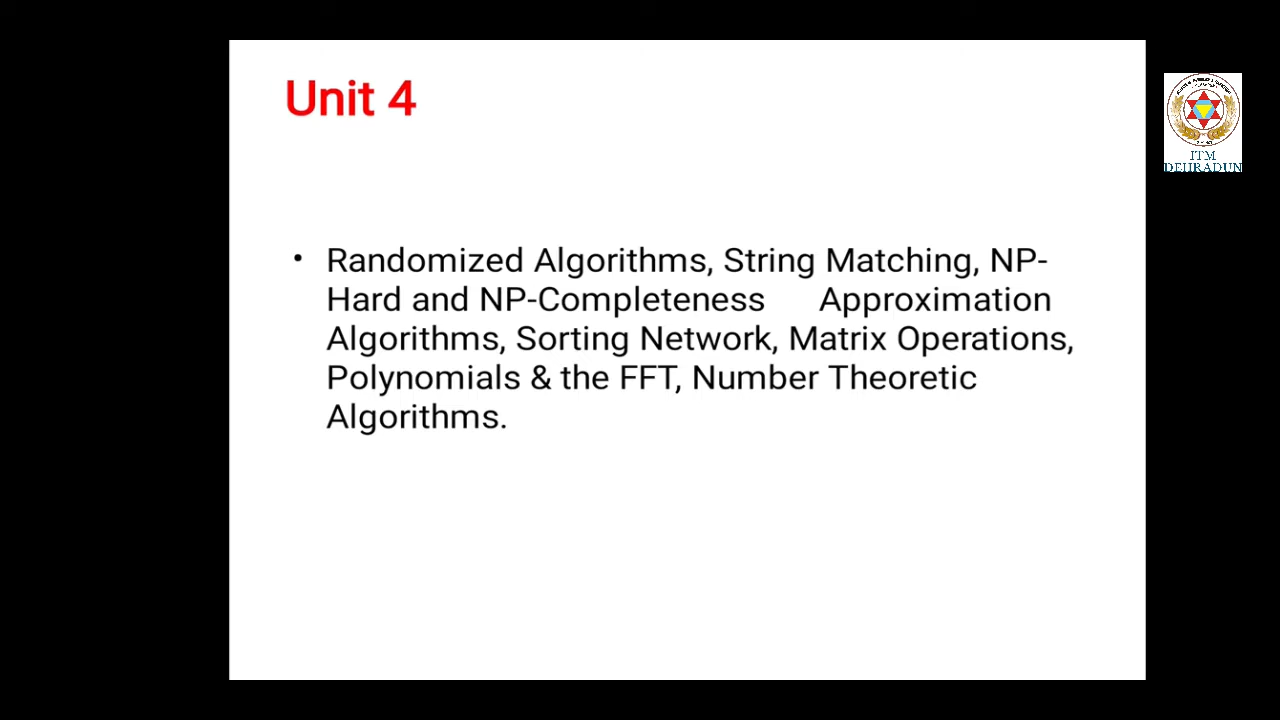 Unit 4
• Randomized Algorithms, String Matching, NP-
Hard and NP-Completeness Approximation
Algorithms, Sorting Network, Matrix Operations,
Polynomials & the FFT, Number Theoretic
Algorithms.
ITM
DEHRADUN